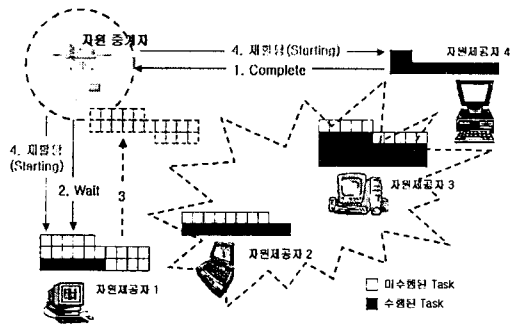 자원 중계자
4. 재할당(Starting)
1. Complete
자원제공자 4
4. 재할당
(Starting)
2. Wait
3
자원제공자 3
자원제공자 2
자원제공자 1
미수행된 Task
수행된 Task